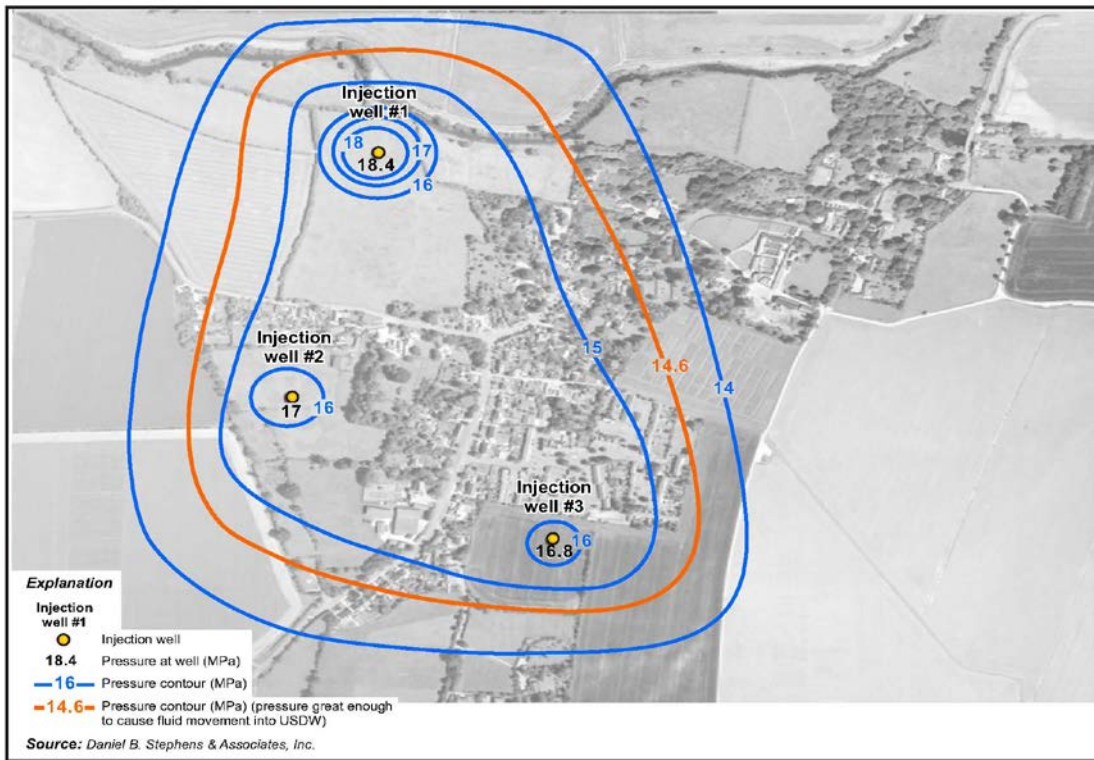 Injection
well #1
18
17
18.4
16
Injection
well #2
17
16
15
14.6
14
Injection
well #3
16
16.8
Explanation
Injection
well #1
Injection well
18.4 Pressure at well (MPa)
16 Pressure contour (MPa)
14.6 Pressure contour (MPa) (pressure great enough
to cause fluid movement into USDW)
Source: Daniel B. Stephens & Associates, Inc.